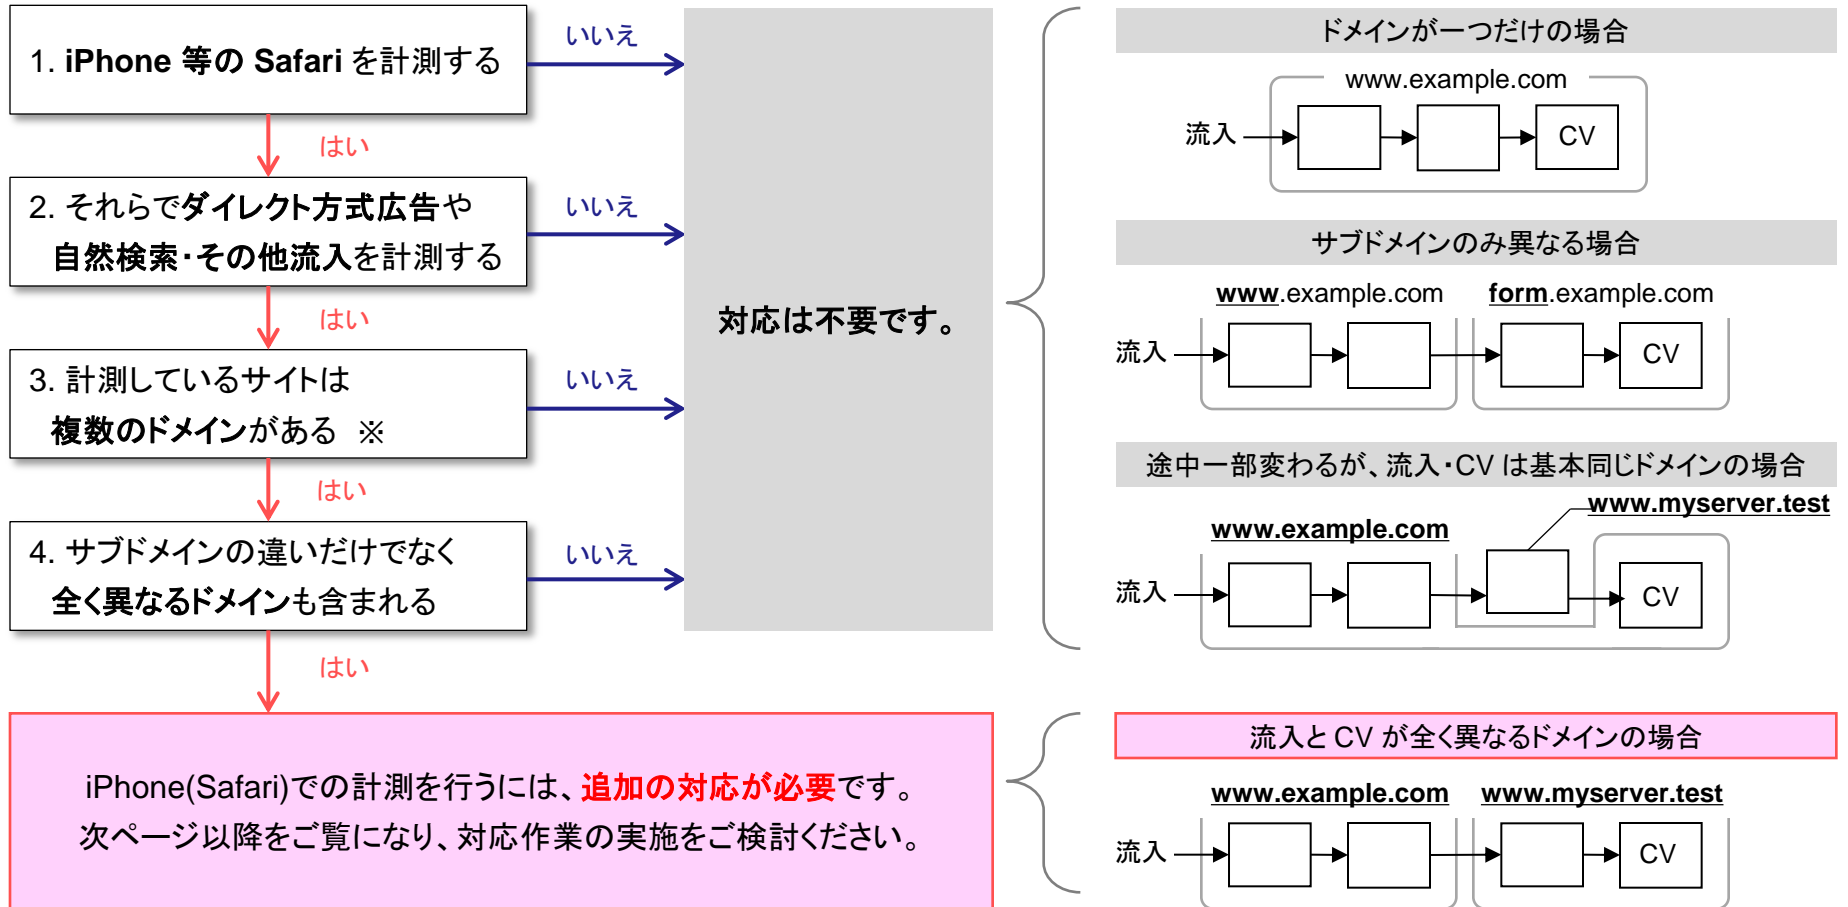 1. iPhone 等の Safari を計測する
いいえ
はい
2. それらでダイレクト方式広告や
自然検索・その他流入を計測する
いいえ
はい
3. 計測しているサイトは
複数のドメインがある ※
いいえ
はい
4. サブドメインの違いだけでなく
全く異なるドメインも含まれる
いいえ
はい
対応は不要です。
iPhone(Safari)での計測を行うには、追加の対応が必要です。
次ページ以降をご覧になり、対応作業の実施をご検討ください。
ドメインが一つだけの場合
www.example.com
流入
CV
サブドメインのみ異なる場合
www.example.com
form.example.com
流入
CV
途中一部変わるが、流入・CV は基本同じドメインの場合
www.myserver.test
www.example.com
流入
CV
流入と CV が全く異なるドメインの場合
www.example.com
www.myserver.test
流入
CV